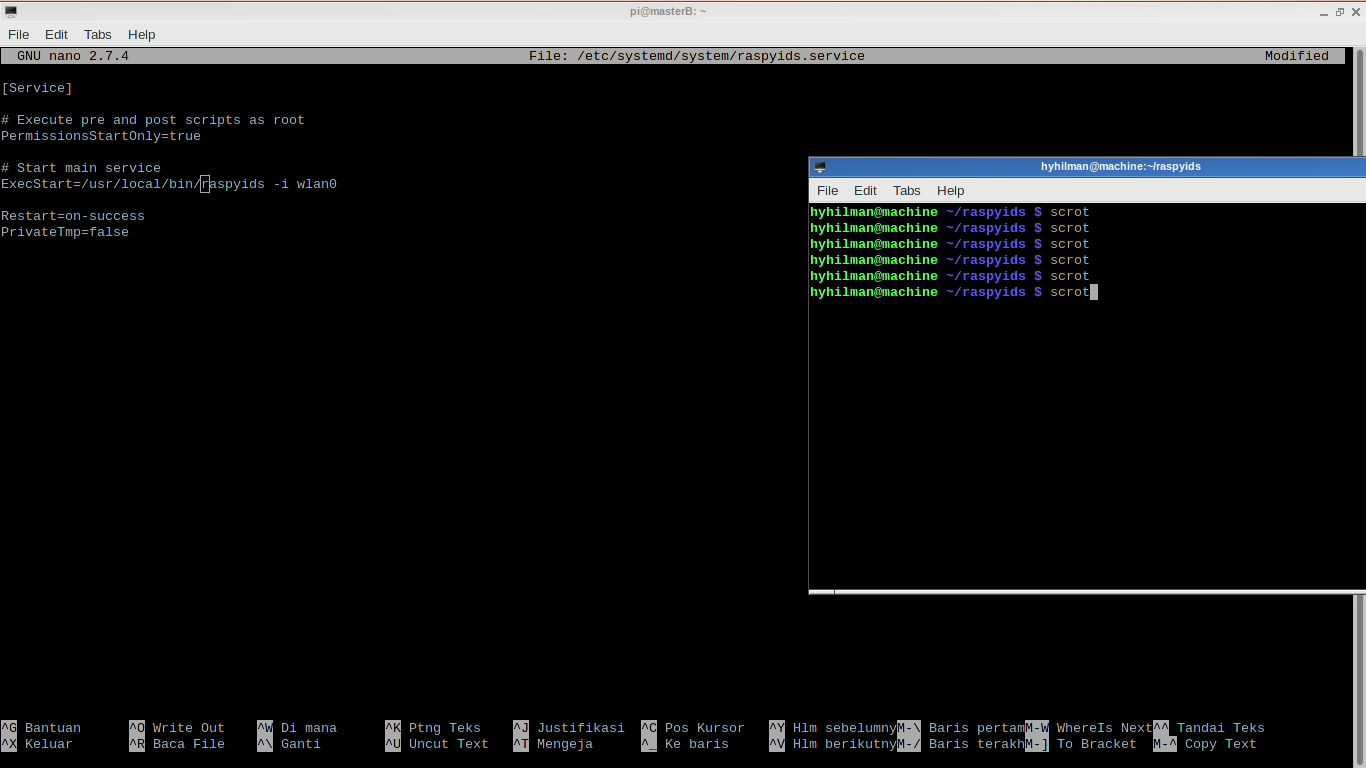 pi@masterB: ~
File Edit Tabs Help
GNU nano 2.7.4 File: /etc/systemd/system/raspyids.service Modified
[Service]
# Execute pre and post scripts as root
PermissionsStartOnly=true
# Start main service
ExecStart=/usr/local/bin/raspyids -i wlan0
Restart=on-success
PrivateTmp=false
hyhilman@machine:~/raspyids
File Edit Tabs Help
hyhilman@machine ~/raspyids $ scrot
hyhilman@machine ~/raspyids $ scrot
hyhilman@machine ~/raspyids $ scrot
hyhilman@machine ~/raspyids $ scrot
hyhilman@machine ~/raspyids $ scrot
hyhilman@machine ~/raspyids $ scrot
^G Bantuan ^O Write Out ^W Di mana ^K Ptng Teks ^J Justifikasi ^C Pos Kursor ^Y Hlm sebelumnyM-\ Baris pertamM-W WhereIs Next^^ Tandai Teks
^X Keluar ^R Baca File ^\ Ganti ^U Uncut Text ^T Mengeja ^_ Ke baris ^V Hlm berikutnyM-/ Baris terakhM-] To Bracket M-^ Copy Text